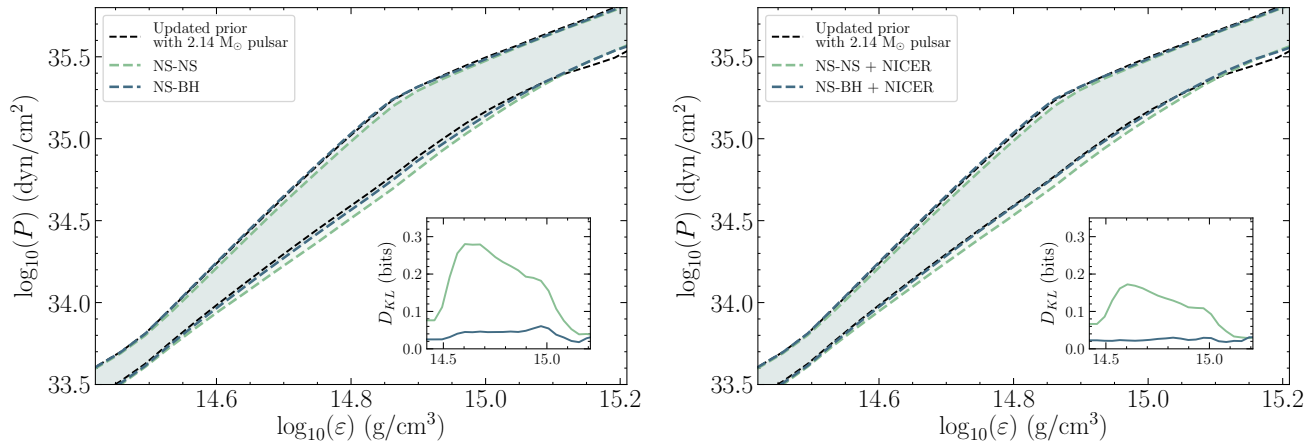 Updated prior
with 2.14 M⊙ pulsar
NS-NS
NS-BH
35.5
35.0
34.5
34.0
33.5
log₁₀(P) (dyn/cm²)
14.6
14.8
15.0
15.2
log₁₀(ε) (g/cm³)
0.3
0.2
0.1
0.0
D_KL (bits)
14.5
15.0
Updated prior
with 2.14 M⊙ pulsar
NS-NS + NICER
NS-BH + NICER
35.5
35.0
34.5
34.0
33.5
log₁₀(P) (dyn/cm²)
14.6
14.8
15.0
15.2
log₁₀(ε) (g/cm³)
0.3
0.2
0.1
0.0
D_KL (bits)
14.5
15.0